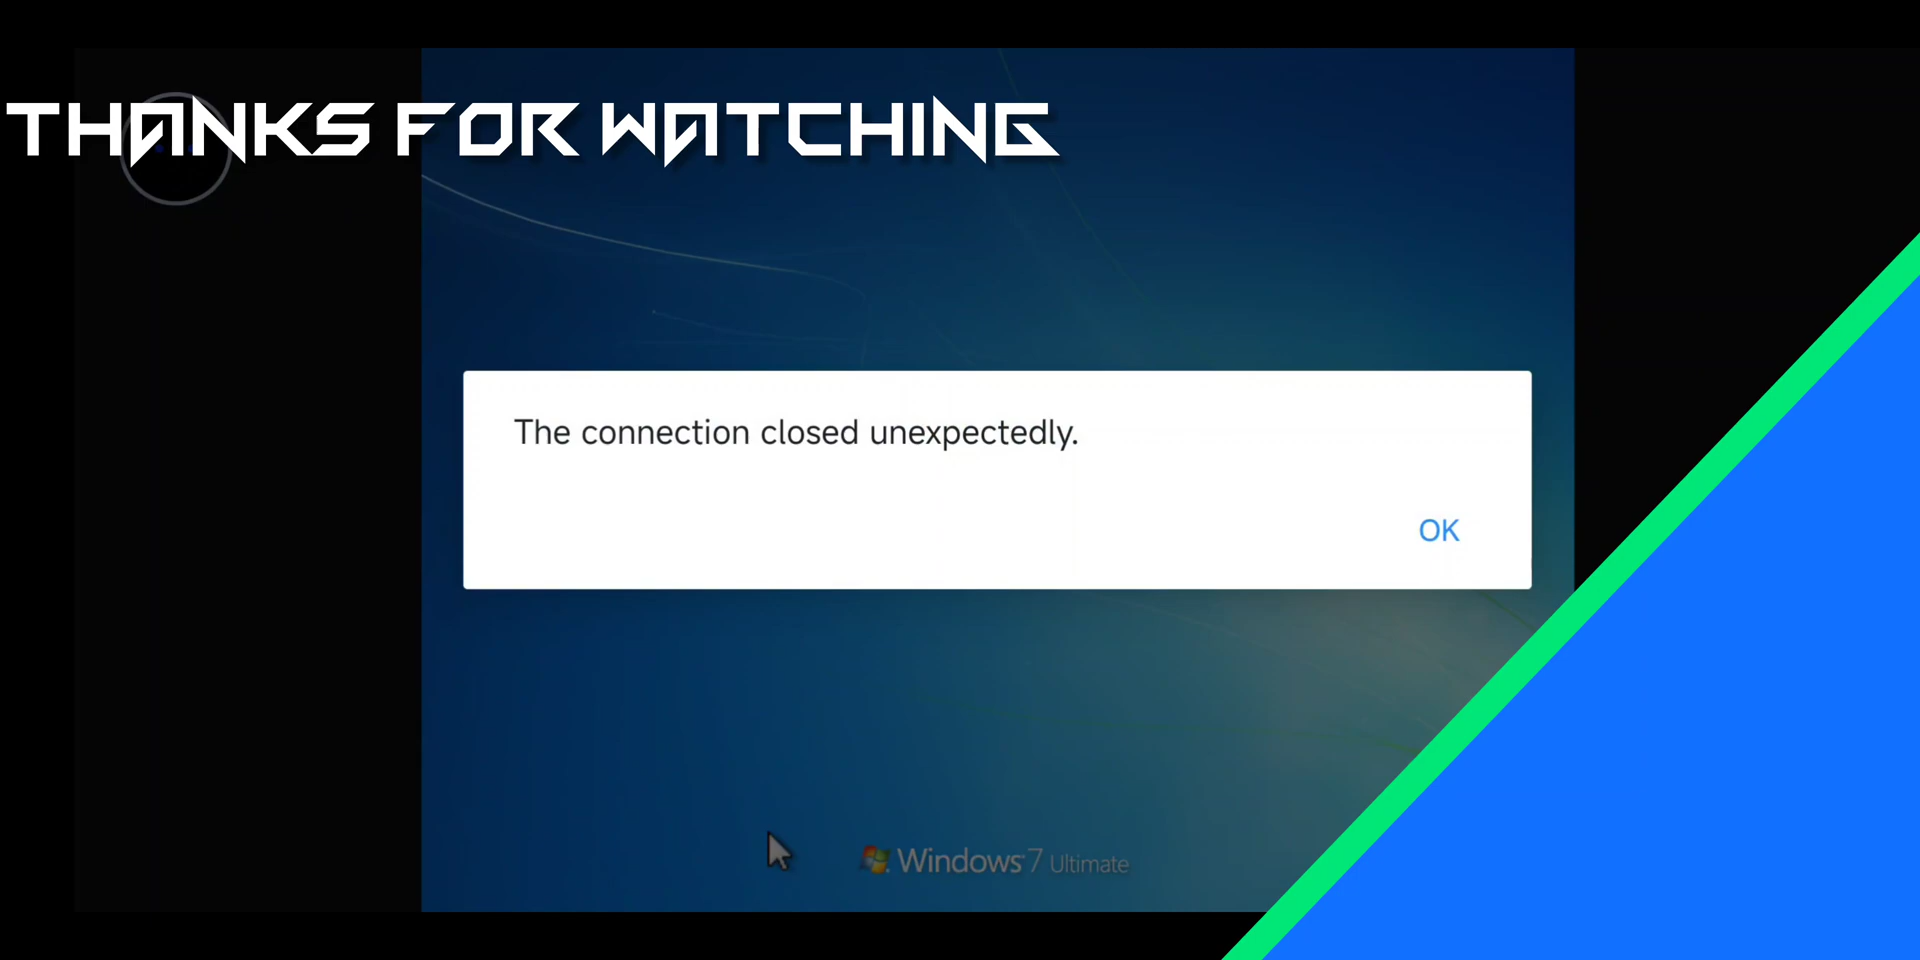 THANKS FOR WATCHING
The connection closed unexpectedly.
OK
Windows 7 Ultimate